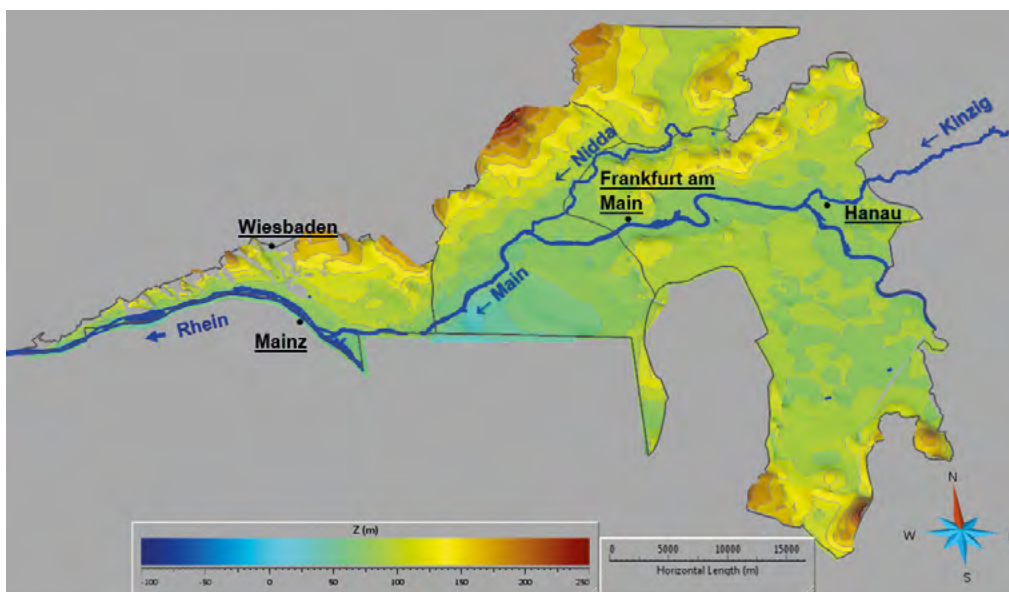 ← Kinzig
← Nidda
Frankfurt am
Main
Hanau
Wiesbaden
← Main
← Rhein
Mainz
N
W
S
Z (m)
-100 -50 0 50 100 150 200 250
0 5000 10000 15000
Horizontal Length (m)